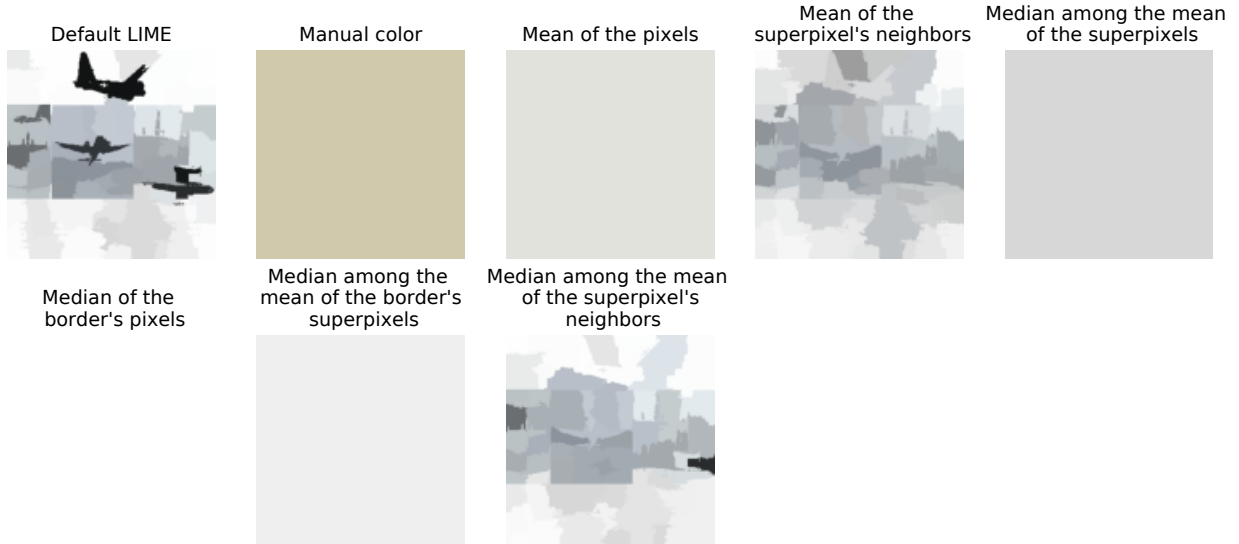 Default LIME
Manual color
Mean of the pixels
Mean of the
superpixel's neighbors
Median among the mean
of the superpixels
Median of the
border's pixels
Median among the
mean of the border's
superpixels
Median among the mean
of the superpixel's
neighbors